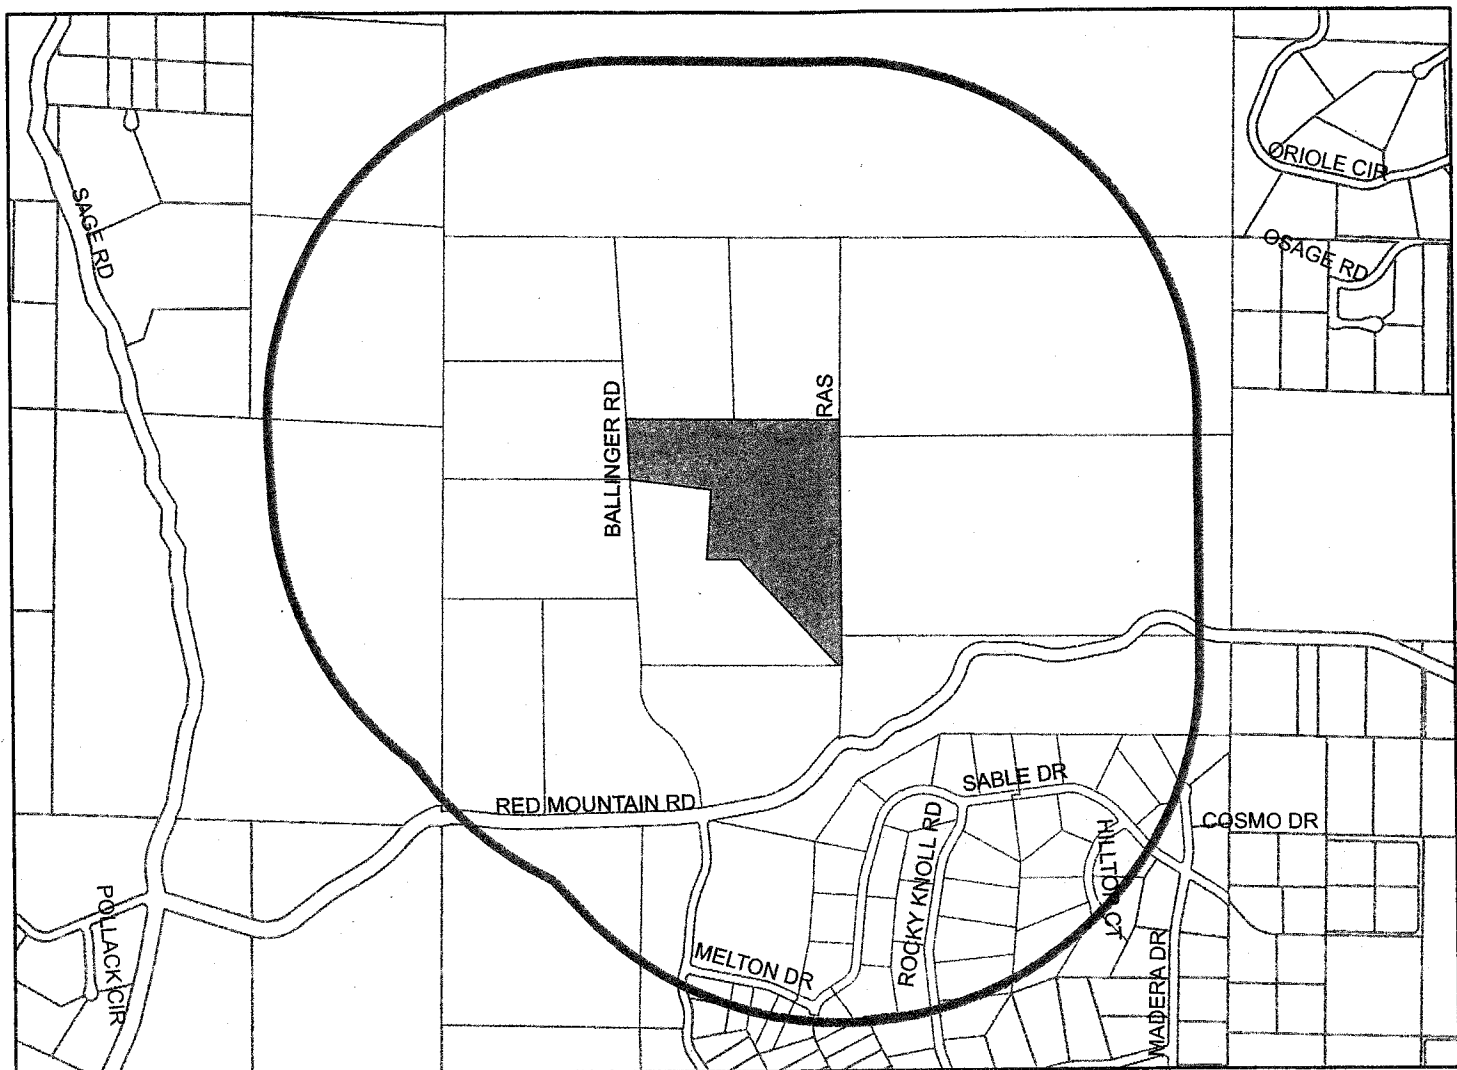 ORIOLE CIR
SAGE RD
OSAGE RD
RAS
BALLINGER RD
SABLE DR
RED MOUNTAIN RD
COSMO DR
HILLTOP CT
ROCKY KNOLL RD
POLLACK CIR
MELTON DR
MADERA DR